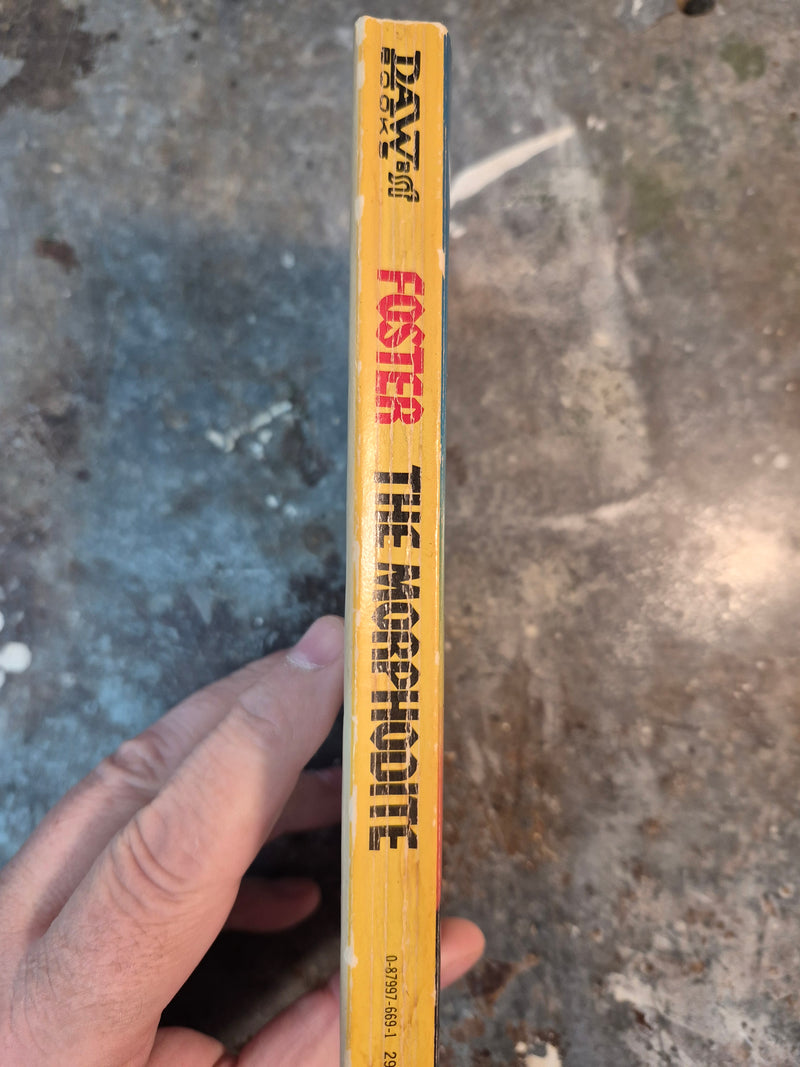 DAW
BOOKS
FOSTER
THE MORPHODITE
0-87997-669-1 29